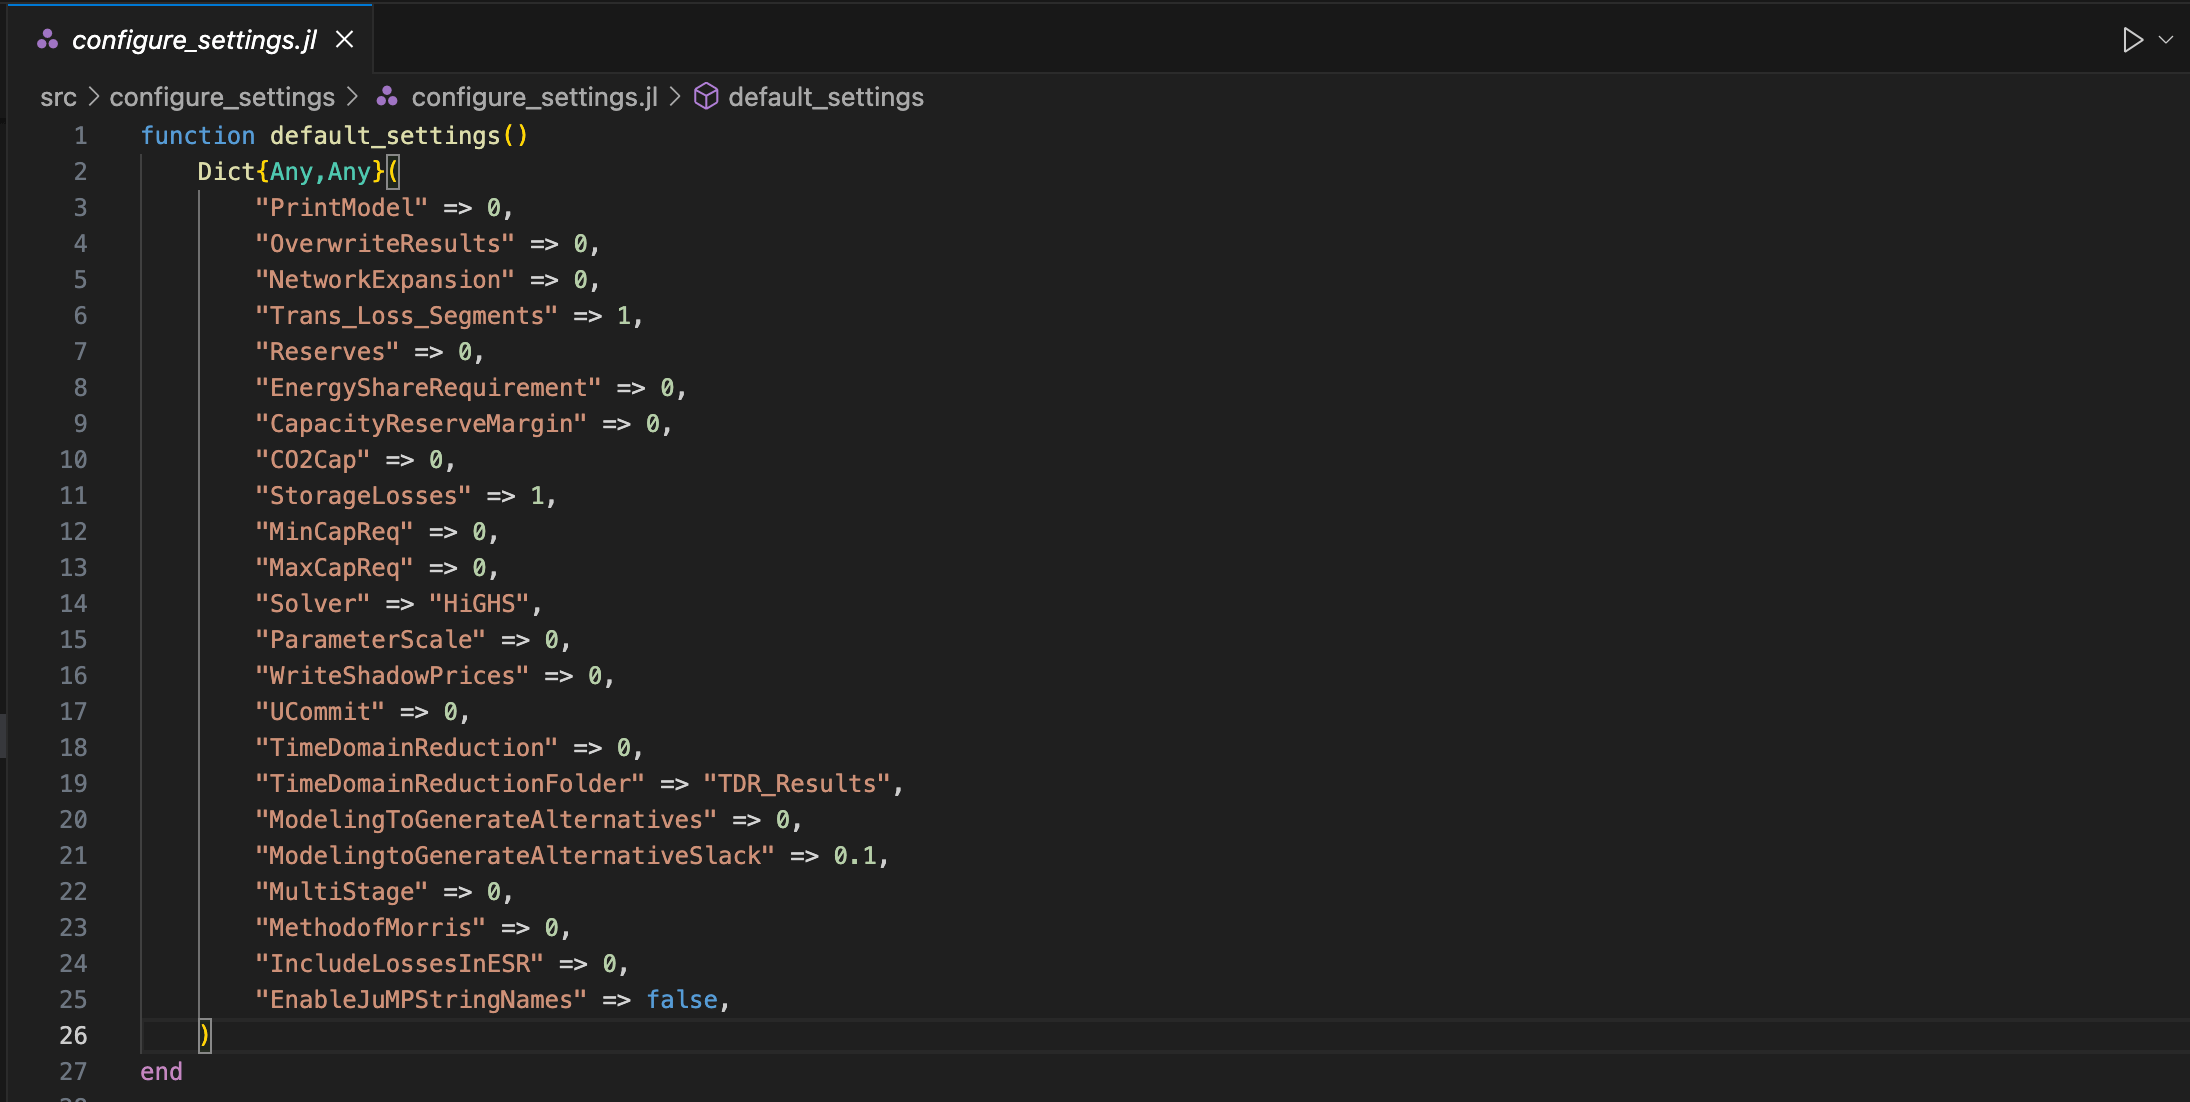 configure_settings.jl
src > configure_settings > configure_settings.jl > default_settings
1 function default_settings()
2 Dict{Any,Any}(
3 "PrintModel" => 0,
4 "OverwriteResults" => 0,
5 "NetworkExpansion" => 0,
6 "Trans_Loss_Segments" => 1,
7 "Reserves" => 0,
8 "EnergyShareRequirement" => 0,
9 "CapacityReserveMargin" => 0,
10 "CO2Cap" => 0,
11 "StorageLosses" => 1,
12 "MinCapReq" => 0,
13 "MaxCapReq" => 0,
14 "Solver" => "HiGHS",
15 "ParameterScale" => 0,
16 "WriteShadowPrices" => 0,
17 "UCommit" => 0,
18 "TimeDomainReduction" => 0,
19 "TimeDomainReductionFolder" => "TDR_Results",
20 "ModelingToGenerateAlternatives" => 0,
21 "ModelingtoGenerateAlternativeSlack" => 0.1,
22 "MultiStage" => 0,
23 "MethodofMorris" => 0,
24 "IncludeLossesInESR" => 0,
25 "EnableJuMPStringNames" => false,
26 )
27 end